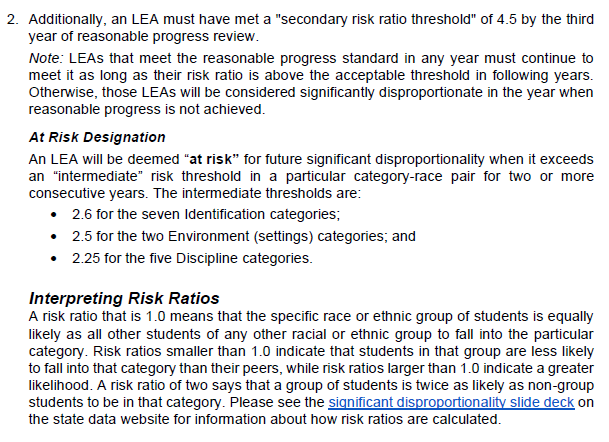 2. Additionally, an LEA must have met a "secondary risk ratio threshold" of 4.5 by the third
year of reasonable progress review.
Note: LEAs that meet the reasonable progress standard in any year must continue to
meet it as long as their risk ratio is above the acceptable threshold in following years.
Otherwise, those LEAs will be considered significantly disproportionate in the year when
reasonable progress is not achieved.
At Risk Designation
An LEA will be deemed “at risk” for future significant disproportionality when it exceeds
an “intermediate” risk threshold in a particular category-race pair for two or more
consecutive years. The intermediate thresholds are:
• 2.6 for the seven Identification categories;
• 2.5 for the two Environment (settings) categories; and
• 2.25 for the five Discipline categories.
Interpreting Risk Ratios
A risk ratio that is 1.0 means that the specific race or ethnic group of students is equally
likely as all other students of any other racial or ethnic group to fall into the particular
category. Risk ratios smaller than 1.0 indicate that students in that group are less likely
to fall into that category than their peers, while risk ratios larger than 1.0 indicate a greater
likelihood. A risk ratio of two says that a group of students is twice as likely as non-group
students to be in that category. Please see the significant disproportionality slide deck on
the state data website for information about how risk ratios are calculated.